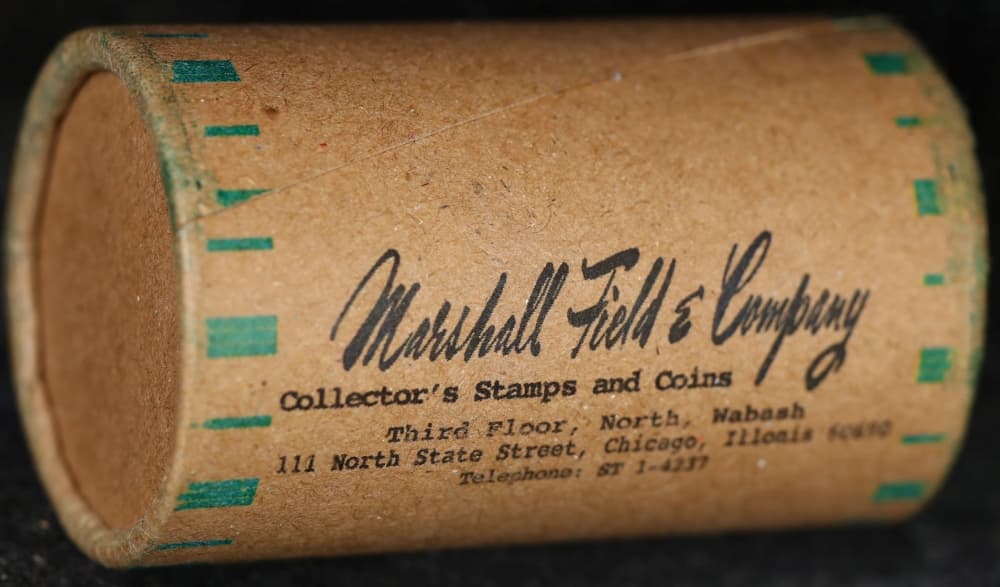 Marshall Field & Company
Collector's Stamps and Coins
Third Floor, North, Wabash
111 North State Street, Chicago, Illonis 60690
Telephone: ST 1-4237